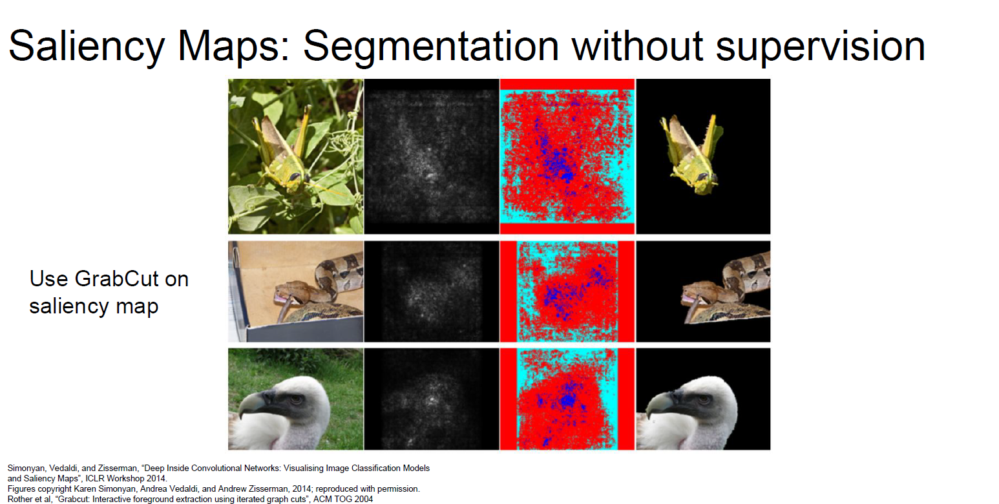 Saliency Maps: Segmentation without supervision
Use GrabCut on
saliency map
Simonyan, Vedaldi, and Zisserman, “Deep Inside Convolutional Networks: Visualising Image Classification Models
and Saliency Maps”, ICLR Workshop 2014.
Figures copyright Karen Simonyan, Andrea Vedaldi, and Andrew Zisserman, 2014; reproduced with permission.
Rother et al, “Grabcut: Interactive foreground extraction using iterated graph cuts”, ACM TOG 2004